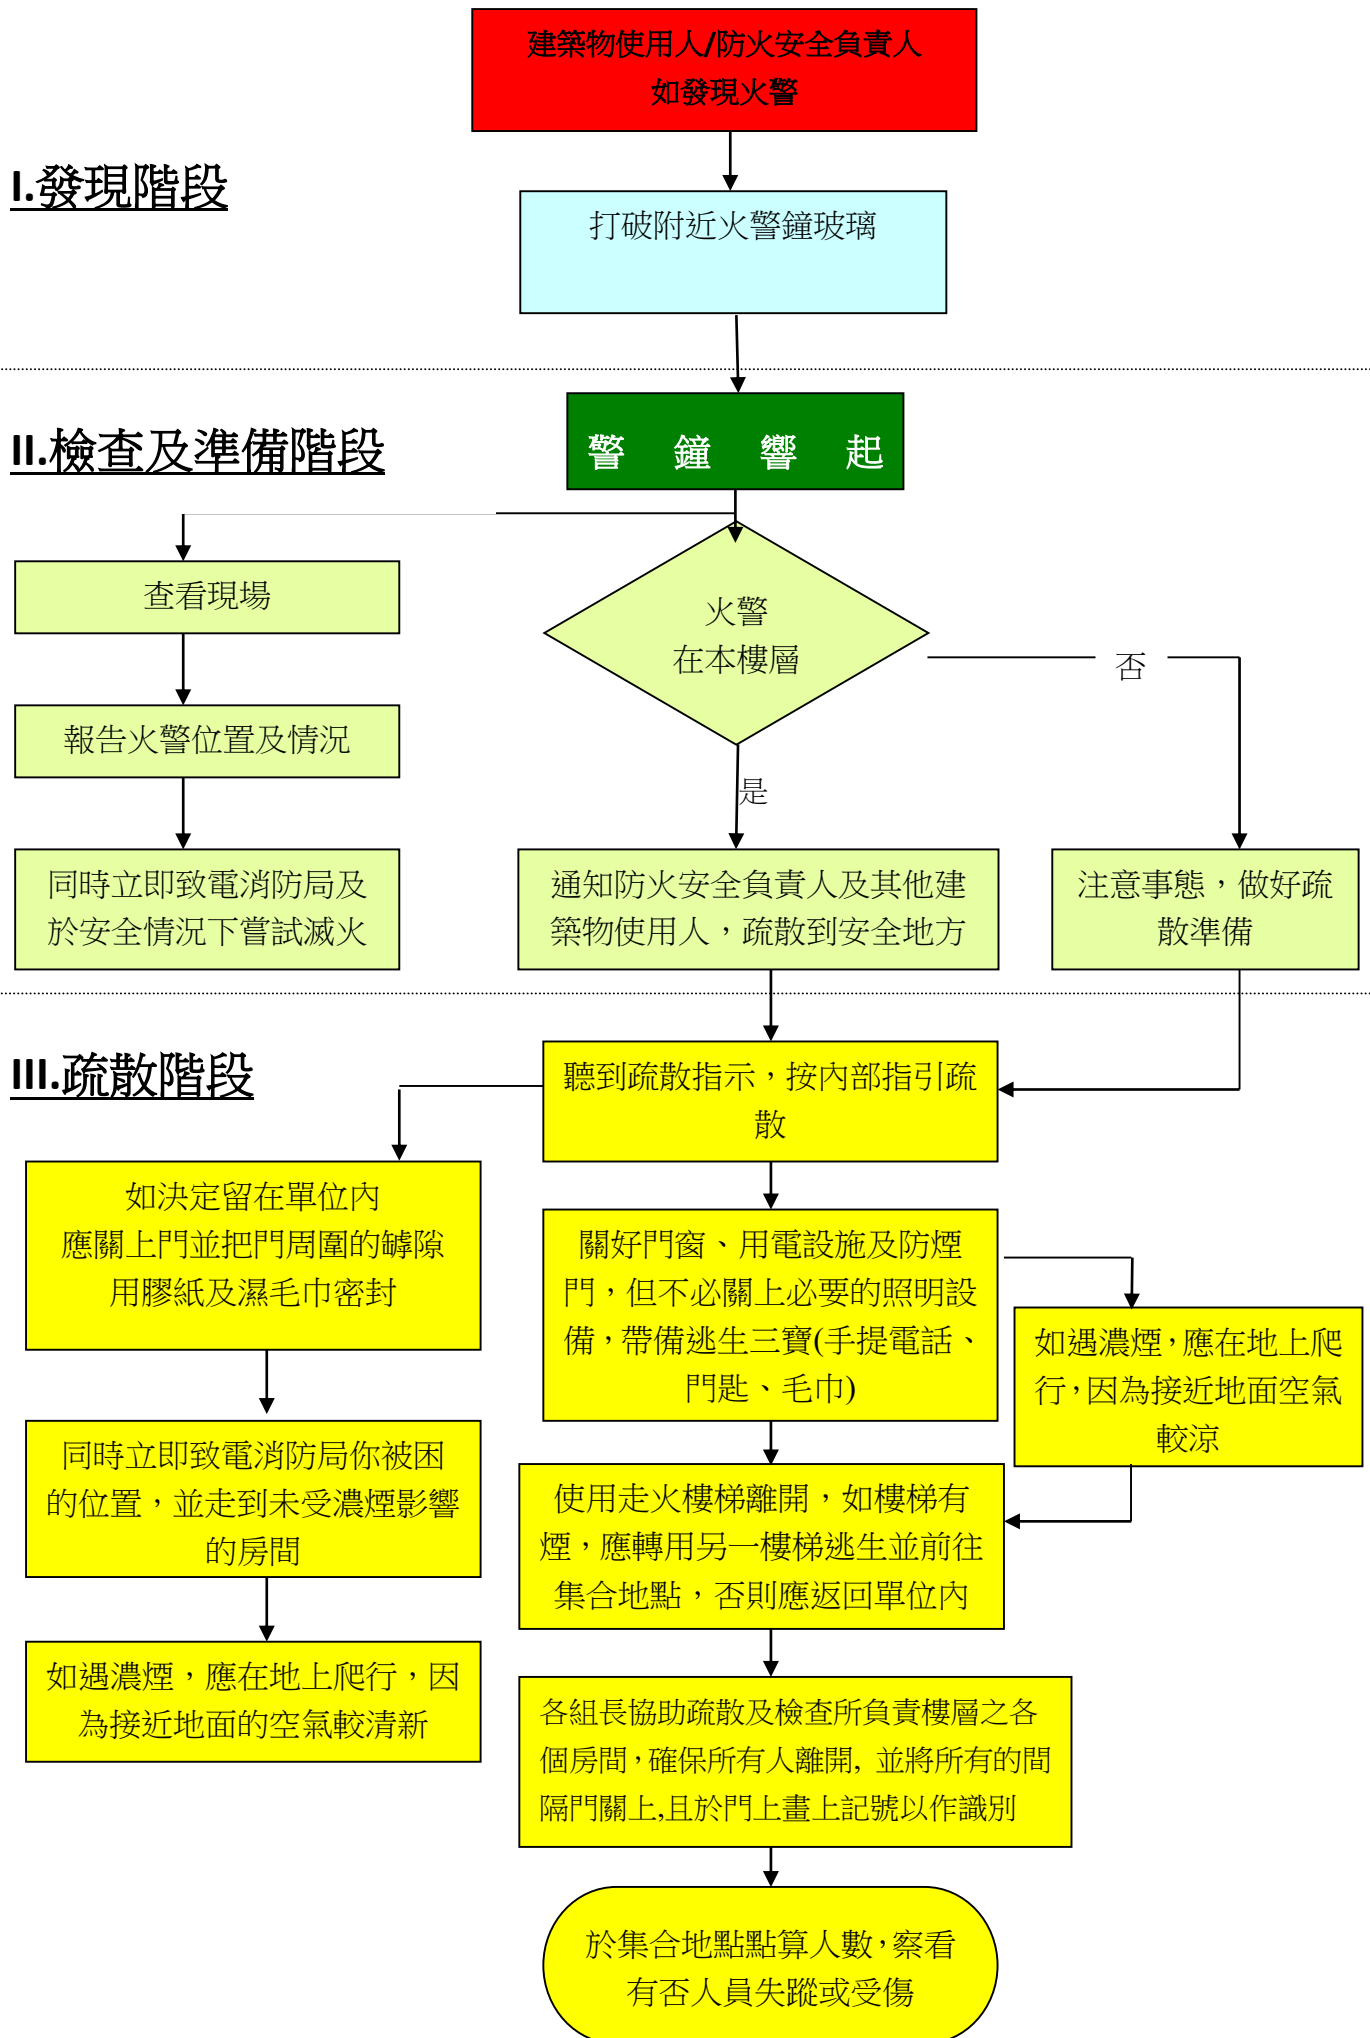 建築物使用人/防火安全負責人
如發現火警
I.發現階段
打破附近火警鐘玻璃
II.檢查及準備階段
警 鐘 響 起
查看現場
火警
在本樓層
否
報告火警位置及情況
是
同時立即致電消防局及
於安全情況下嘗試滅火
通知防火安全負責人及其他建
築物使用人，疏散到安全地方
注意事態，做好疏
散準備
III.疏散階段
聽到疏散指示，按內部指引疏
散
如決定留在單位內
應關上門並把門周圍的罅隙
用膠紙及濕毛巾密封
關好門窗、用電設施及防煙
門，但不必關上必要的照明設
備，帶備逃生三寶(手提電話、
門匙、毛巾)
如遇濃煙，應在地上爬
行，因為接近地面空氣
較涼
同時立即致電消防局你被困
的位置，並走到未受濃煙影響
的房間
使用走火樓梯離開，如樓梯有
煙，應轉用另一樓梯逃生並前往
集合地點，否則應返回單位內
如遇濃煙，應在地上爬行，因
為接近地面的空氣較清新
各組長協助疏散及檢查所負責樓層之各
個房間，確保所有人離開, 並將所有的間
隔門關上,且於門上畫上記號以作識別
於集合地點點算人數，察看
有否人員失蹤或受傷